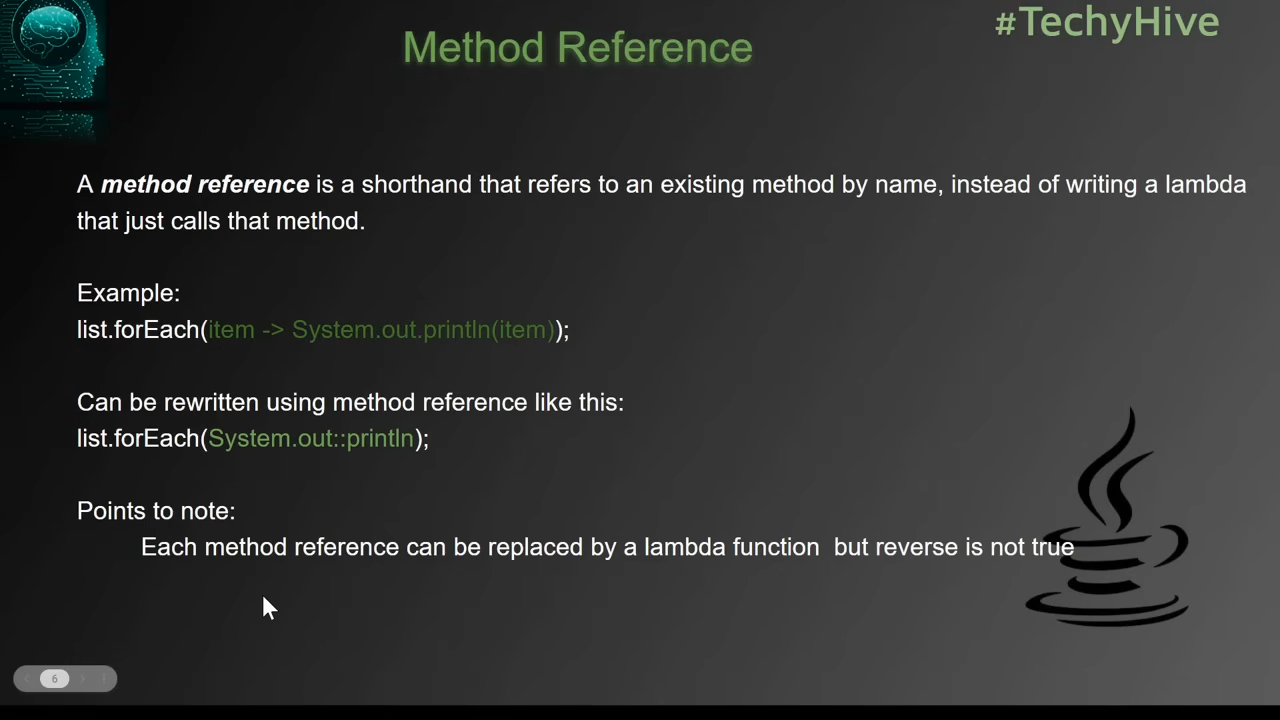 #TechyHive
Method Reference
A method reference is a shorthand that refers to an existing method by name, instead of writing a lambda
that just calls that method.
Example:
list.forEach(item -> System.out.println(item));
Can be rewritten using method reference like this:
list.forEach(System.out::println);
Points to note:
Each method reference can be replaced by a lambda function  but reverse is not true
6